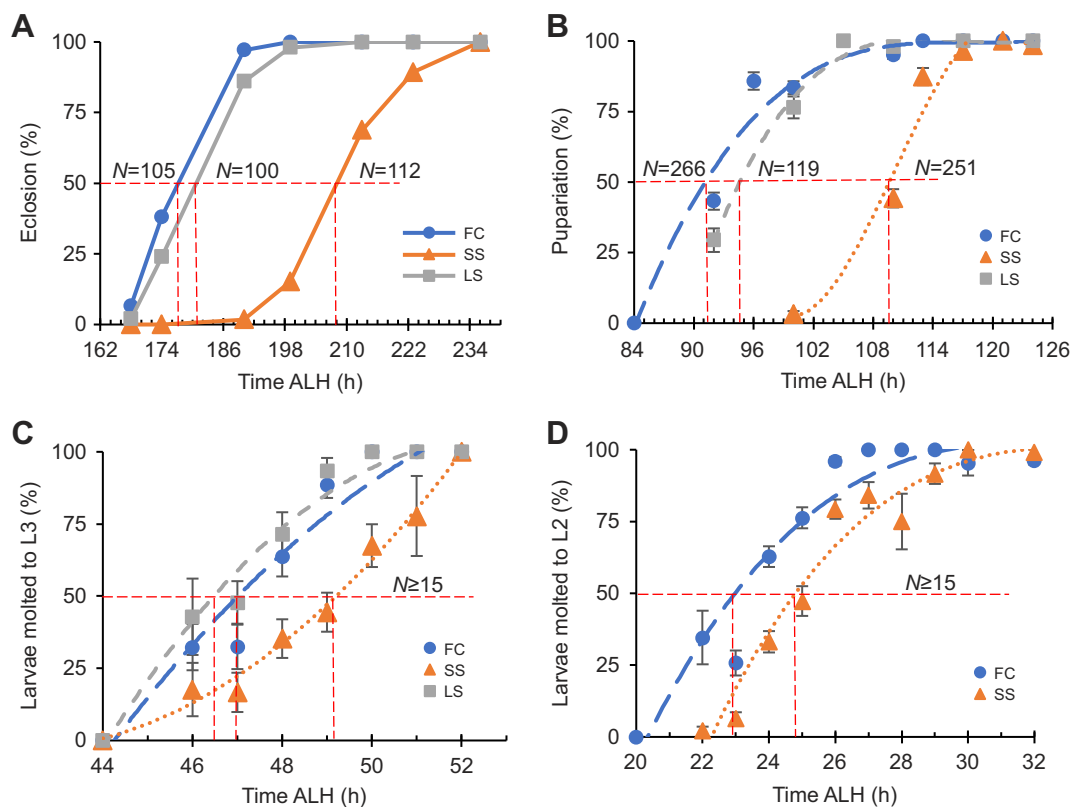 A
Eclosion (%)
100
75
50
25
0
N=105
N=100
N=112
FC
SS
LS
162 174 186 198 210 222 234
Time ALH (h)
B
Pupariation (%)
100
75
50
25
0
N=266
N=119
N=251
FC
SS
LS
84 90 96 102 108 114 120 126
Time ALH (h)
C
Larvae molted to L3 (%)
100
75
50
25
0
N≥15
FC
SS
LS
44 46 48 50 52
Time ALH (h)
D
Larvae molted to L2 (%)
100
75
50
25
0
N≥15
FC
SS
20 22 24 26 28 30 32
Time ALH (h)